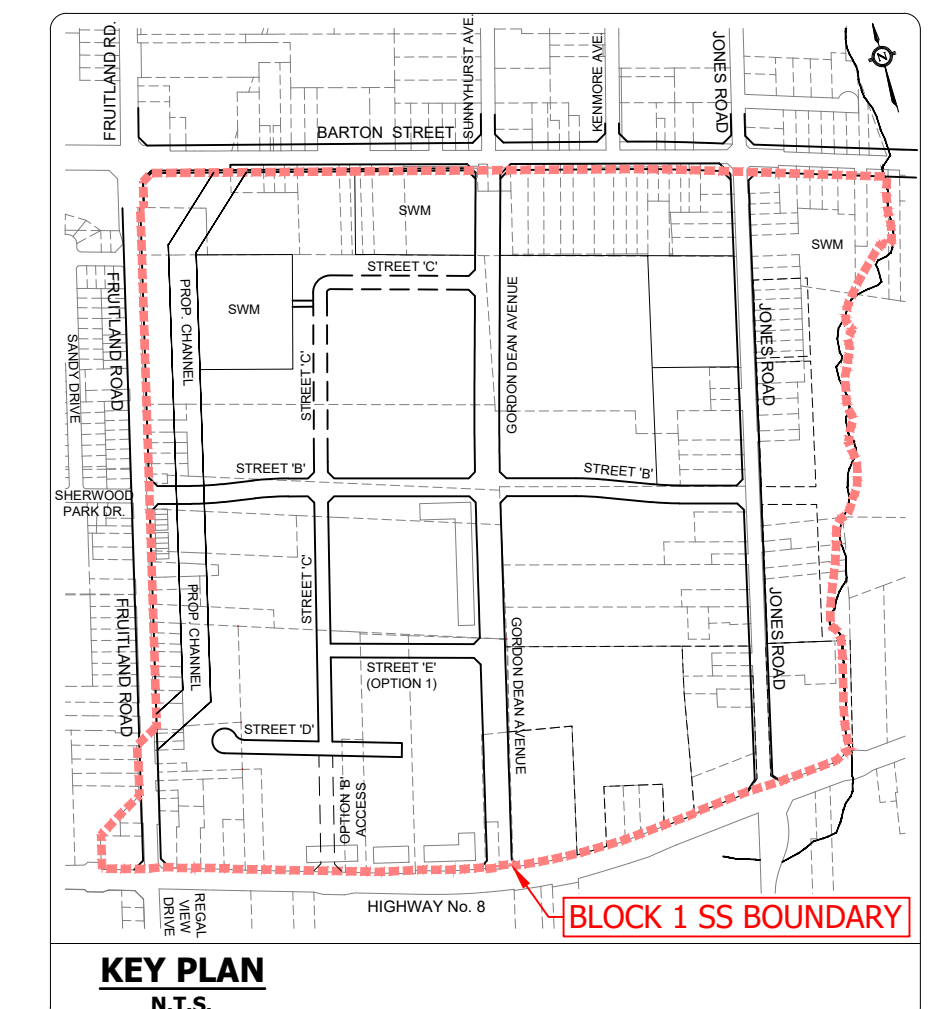 FRUITLAND RD.
SUNNYHURST AVE.
KENMORE AVE.
JONES ROAD
N
BARTON STREET
SWM
SWM
STREET 'C'
PROP. CHANNEL
SWM
GORDON DEAN AVENUE
FRUITLAND ROAD
JONES ROAD
SANDY DRIVE
STREET 'C'
STREET 'B'
STREET 'B'
SHERWOOD
PARK DR.
STREET 'C'
PROP. CHANNEL
FRUITLAND ROAD
JONES ROAD
GORDON DEAN AVENUE
STREET 'E'
(OPTION 1)
STREET 'D'
OPTION 'B'
ACCESS
REGAL
VIEW
DRIVE
HIGHWAY No. 8
BLOCK 1 SS BOUNDARY
KEY PLAN
N.T.S.